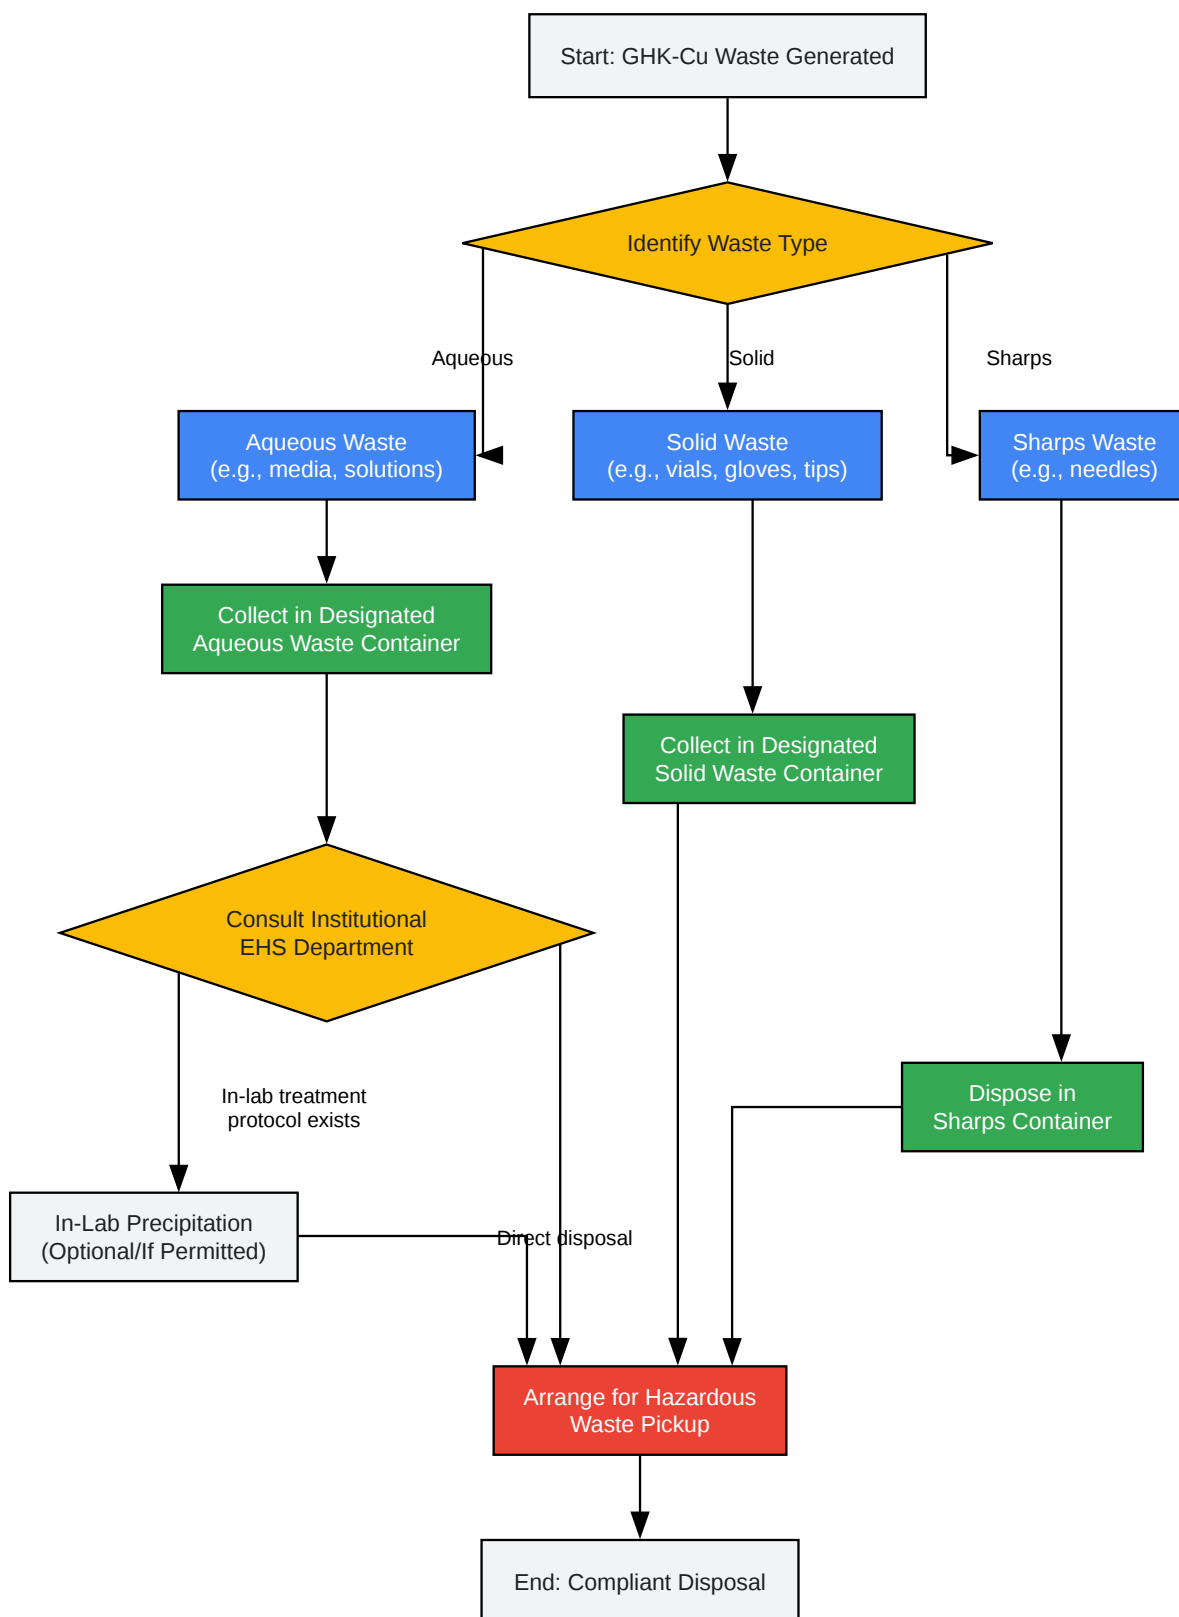 Start: GHK-Cu Waste Generated
Identify Waste Type
Aqueous
Solid
Sharps
Aqueous Waste
(e.g., media, solutions)
Solid Waste
(e.g., vials, gloves, tips)
Sharps Waste
(e.g., needles)
Collect in Designated
Aqueous Waste Container
Collect in Designated
Solid Waste Container
Consult Institutional
EHS Department
In-lab treatment
protocol exists
Dispose in
Sharps Container
In-Lab Precipitation
(Optional/If Permitted)
Direct disposal
Arrange for Hazardous
Waste Pickup
End: Compliant Disposal